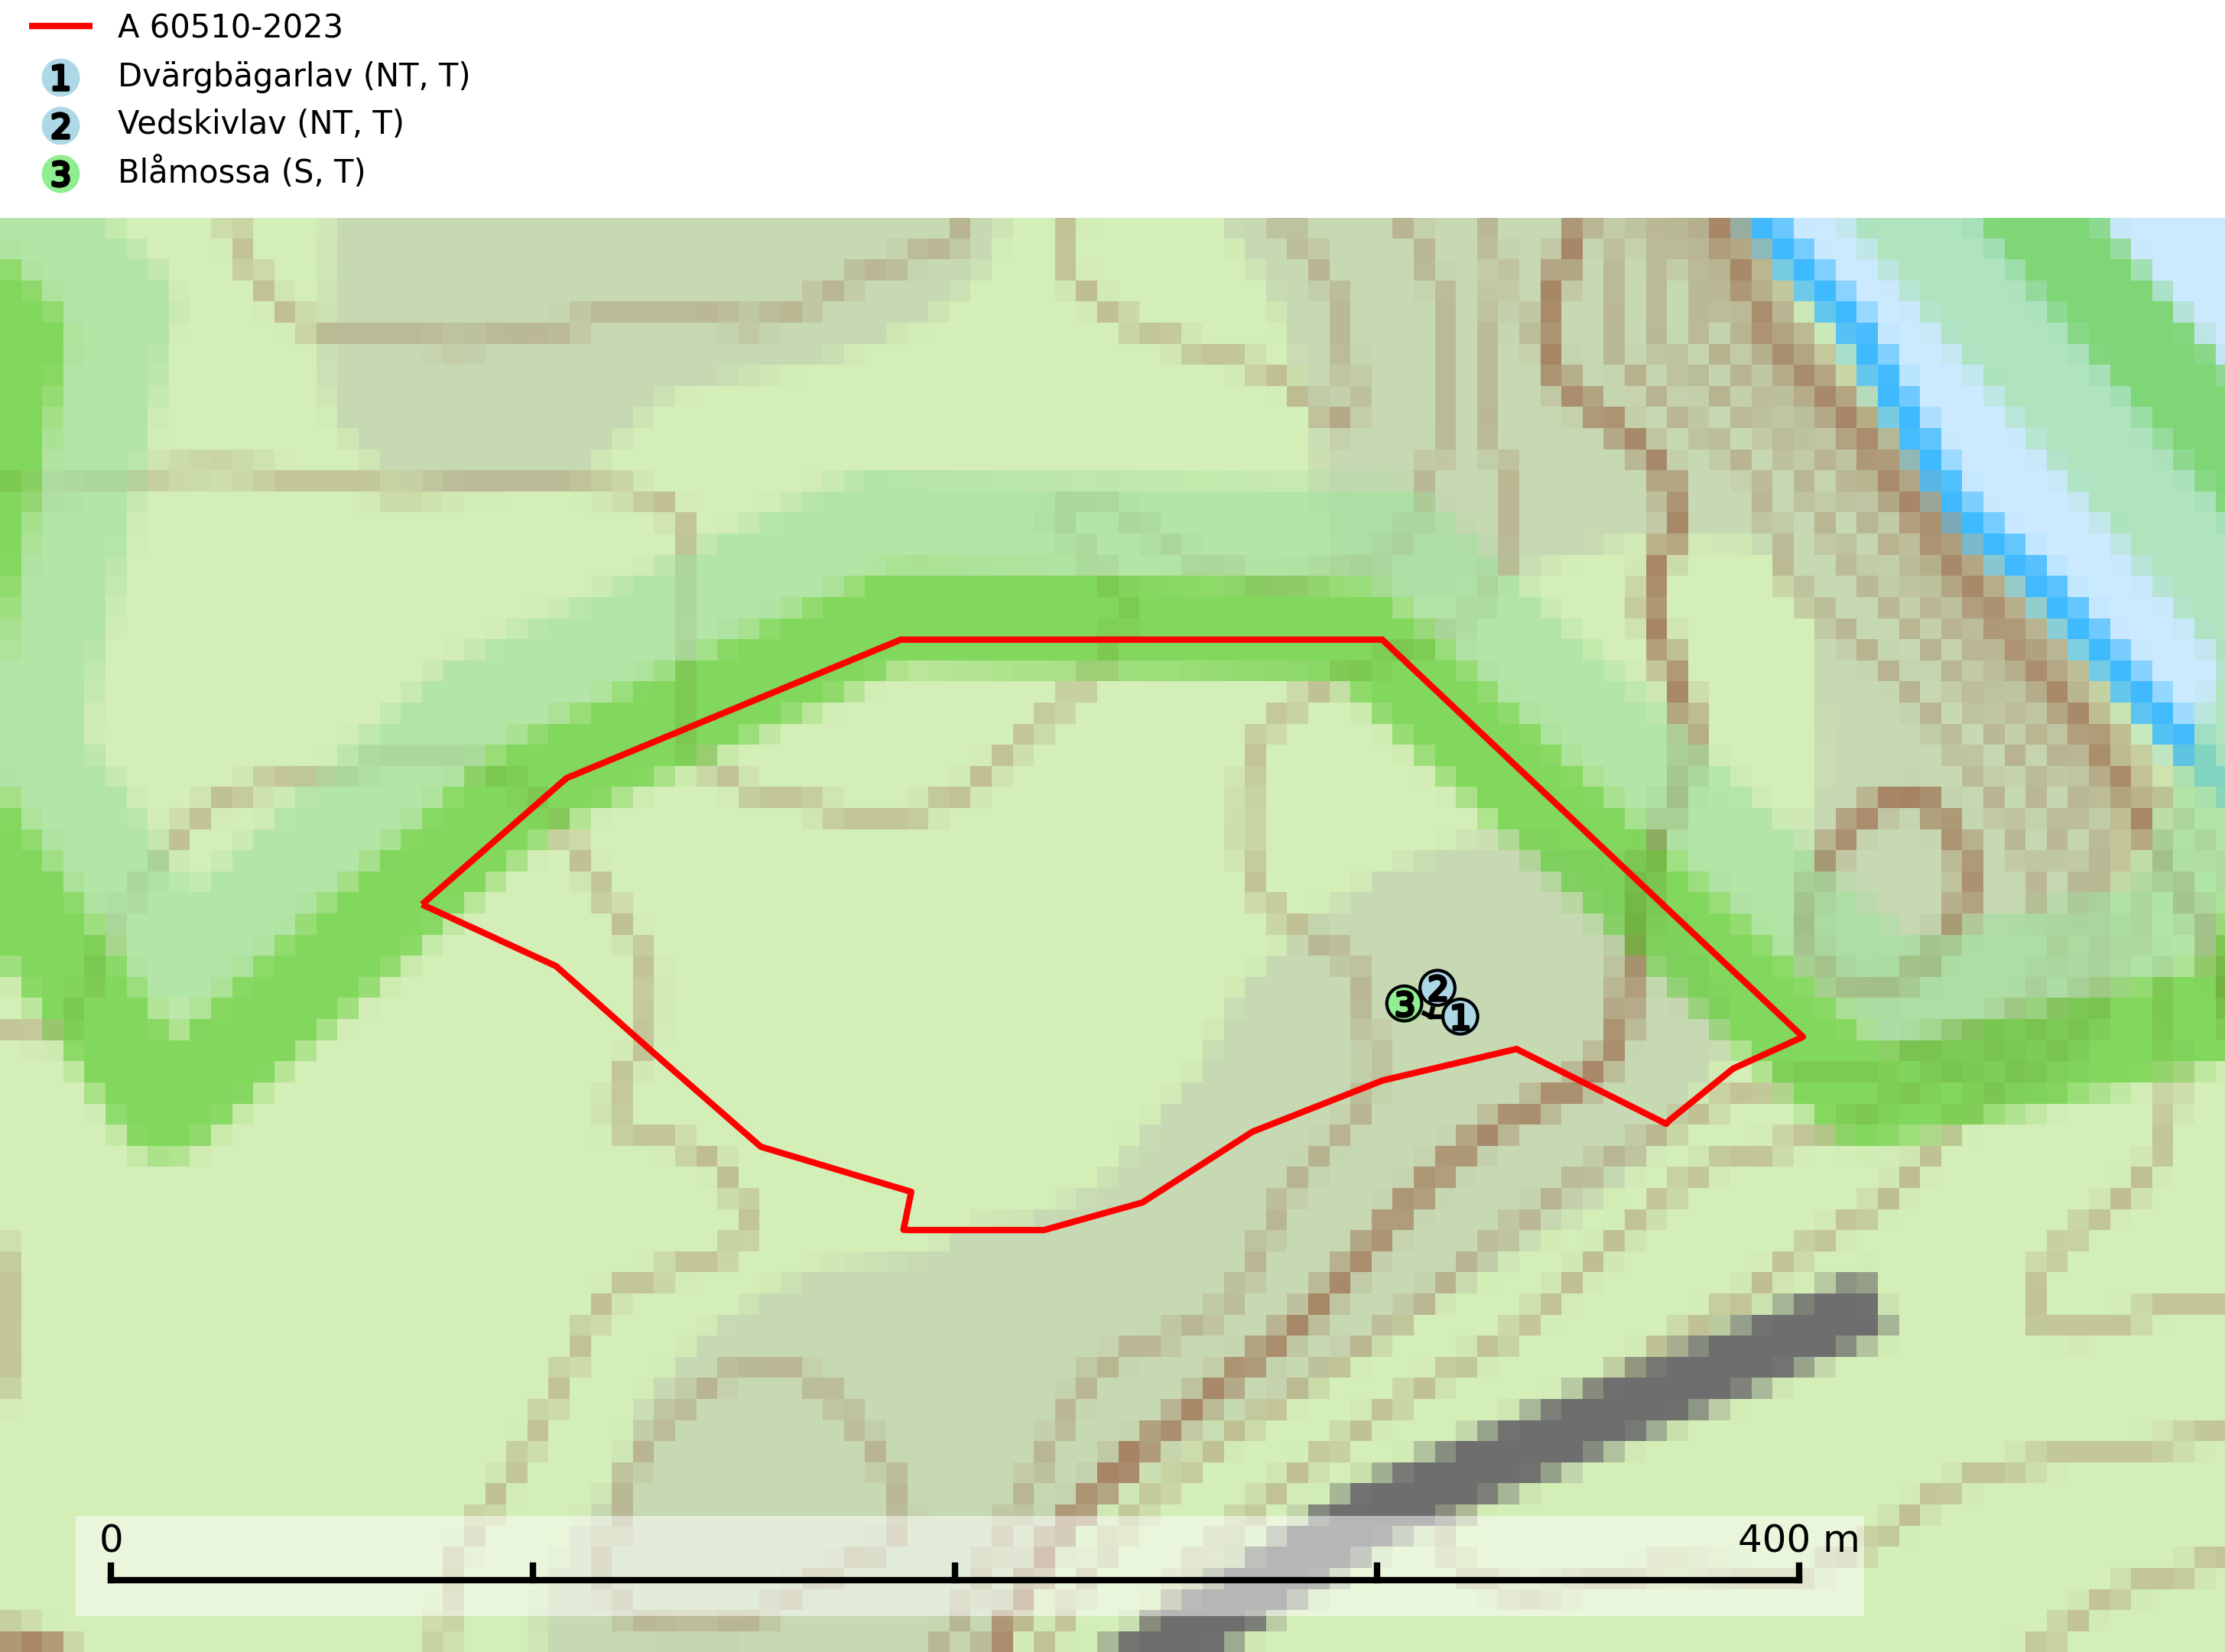 A 60510-2023
1 Dvärgbägarlav (NT, T)
2 Vedskivlav (NT, T)
3 Blåmossa (S, T)
2
3
1
0 400 m